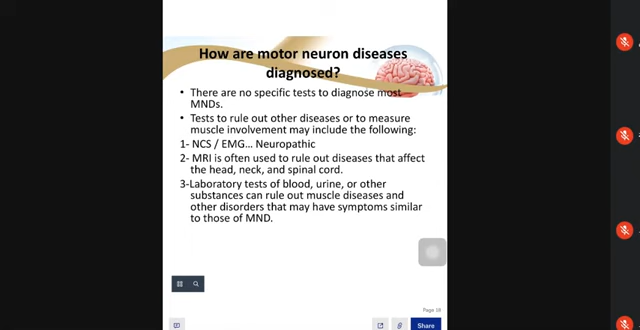 How are motor neuron diseases
diagnosed?
• There are no specific tests to diagnose most
MNDs.
• Tests to rule out other diseases or to measure
muscle involvement may include the following:
1- NCS / EMG... Neuropathic
2- MRI is often used to rule out diseases that affect
the head, neck, and spinal cord.
3-Laboratory tests of blood, urine, or other
substances can rule out muscle diseases and
other disorders that may have symptoms similar
to those of MND.
Page 18
Share